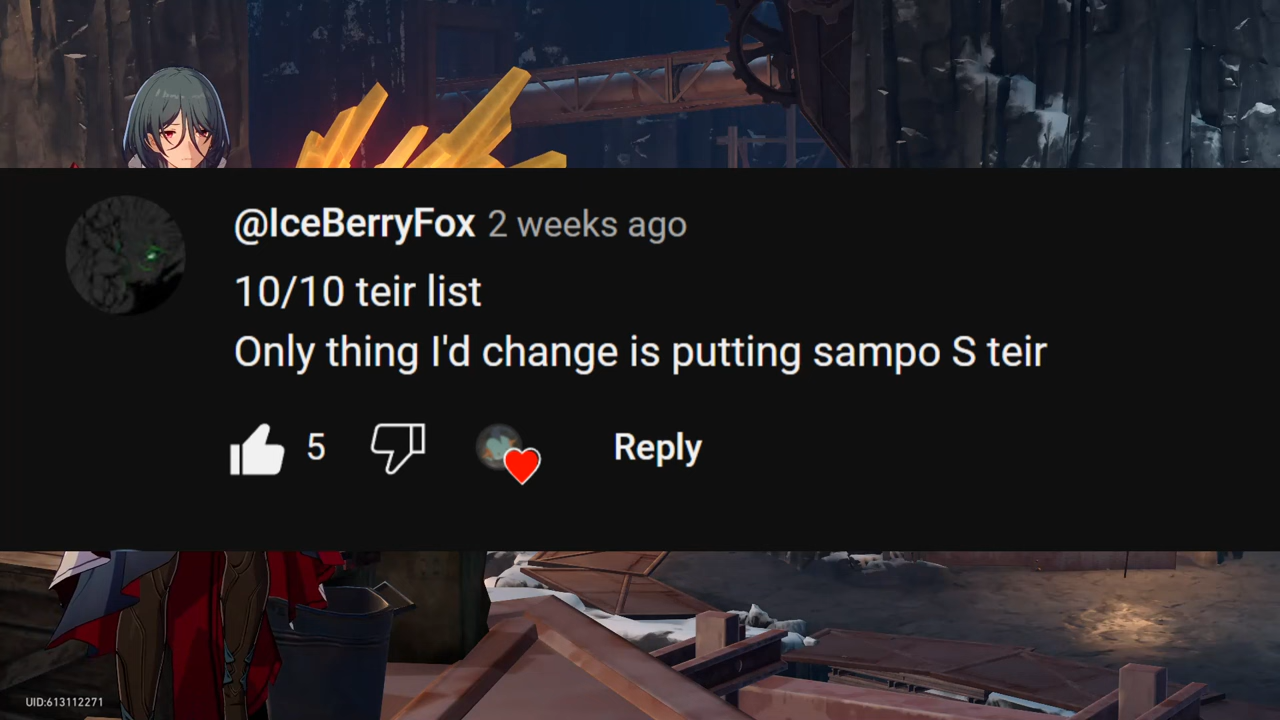 @IceBerryFox 2 weeks ago
10/10 teir list
Only thing I'd change is putting sampo S teir
5 Reply
UID:613112271